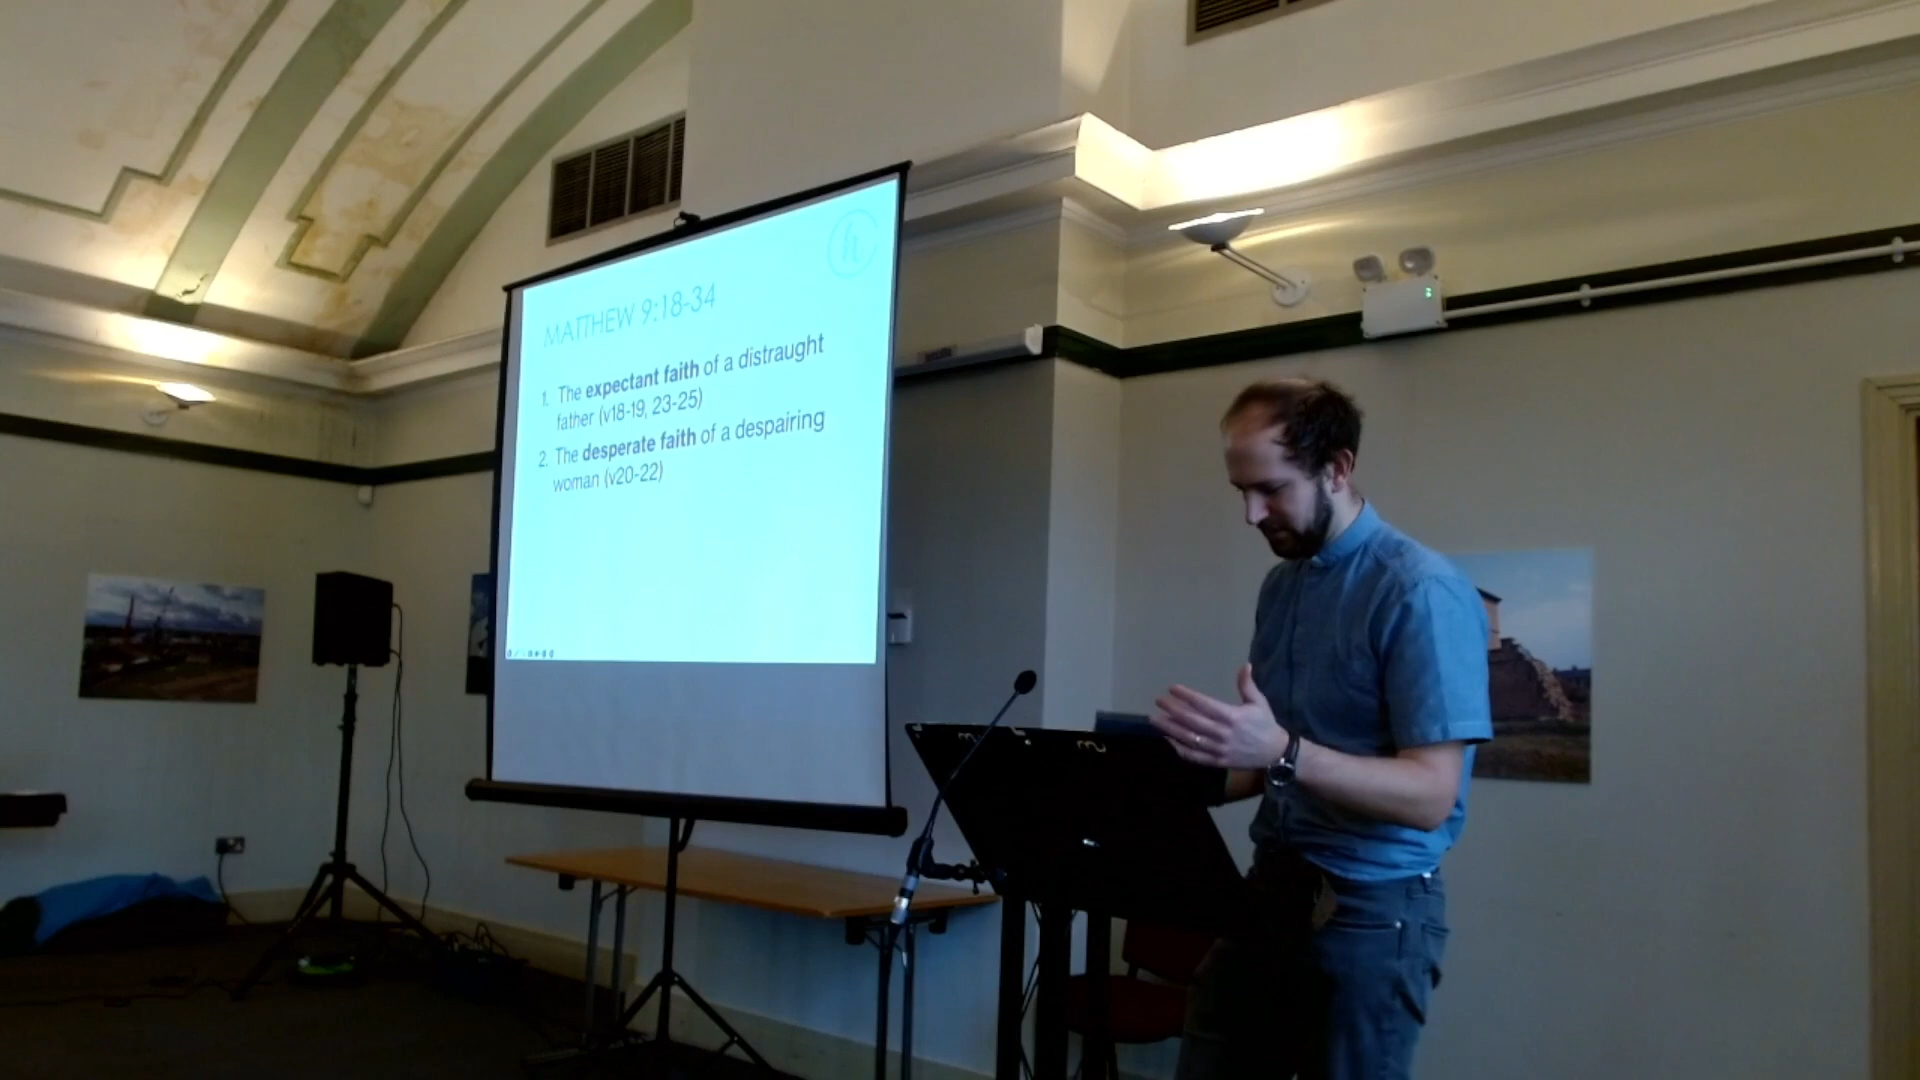 MATTHEW 9:18-34
1. The expectant faith of a distraught
father (v18-19, 23-25)
2. The desperate faith of a despairing
woman (v20-22)